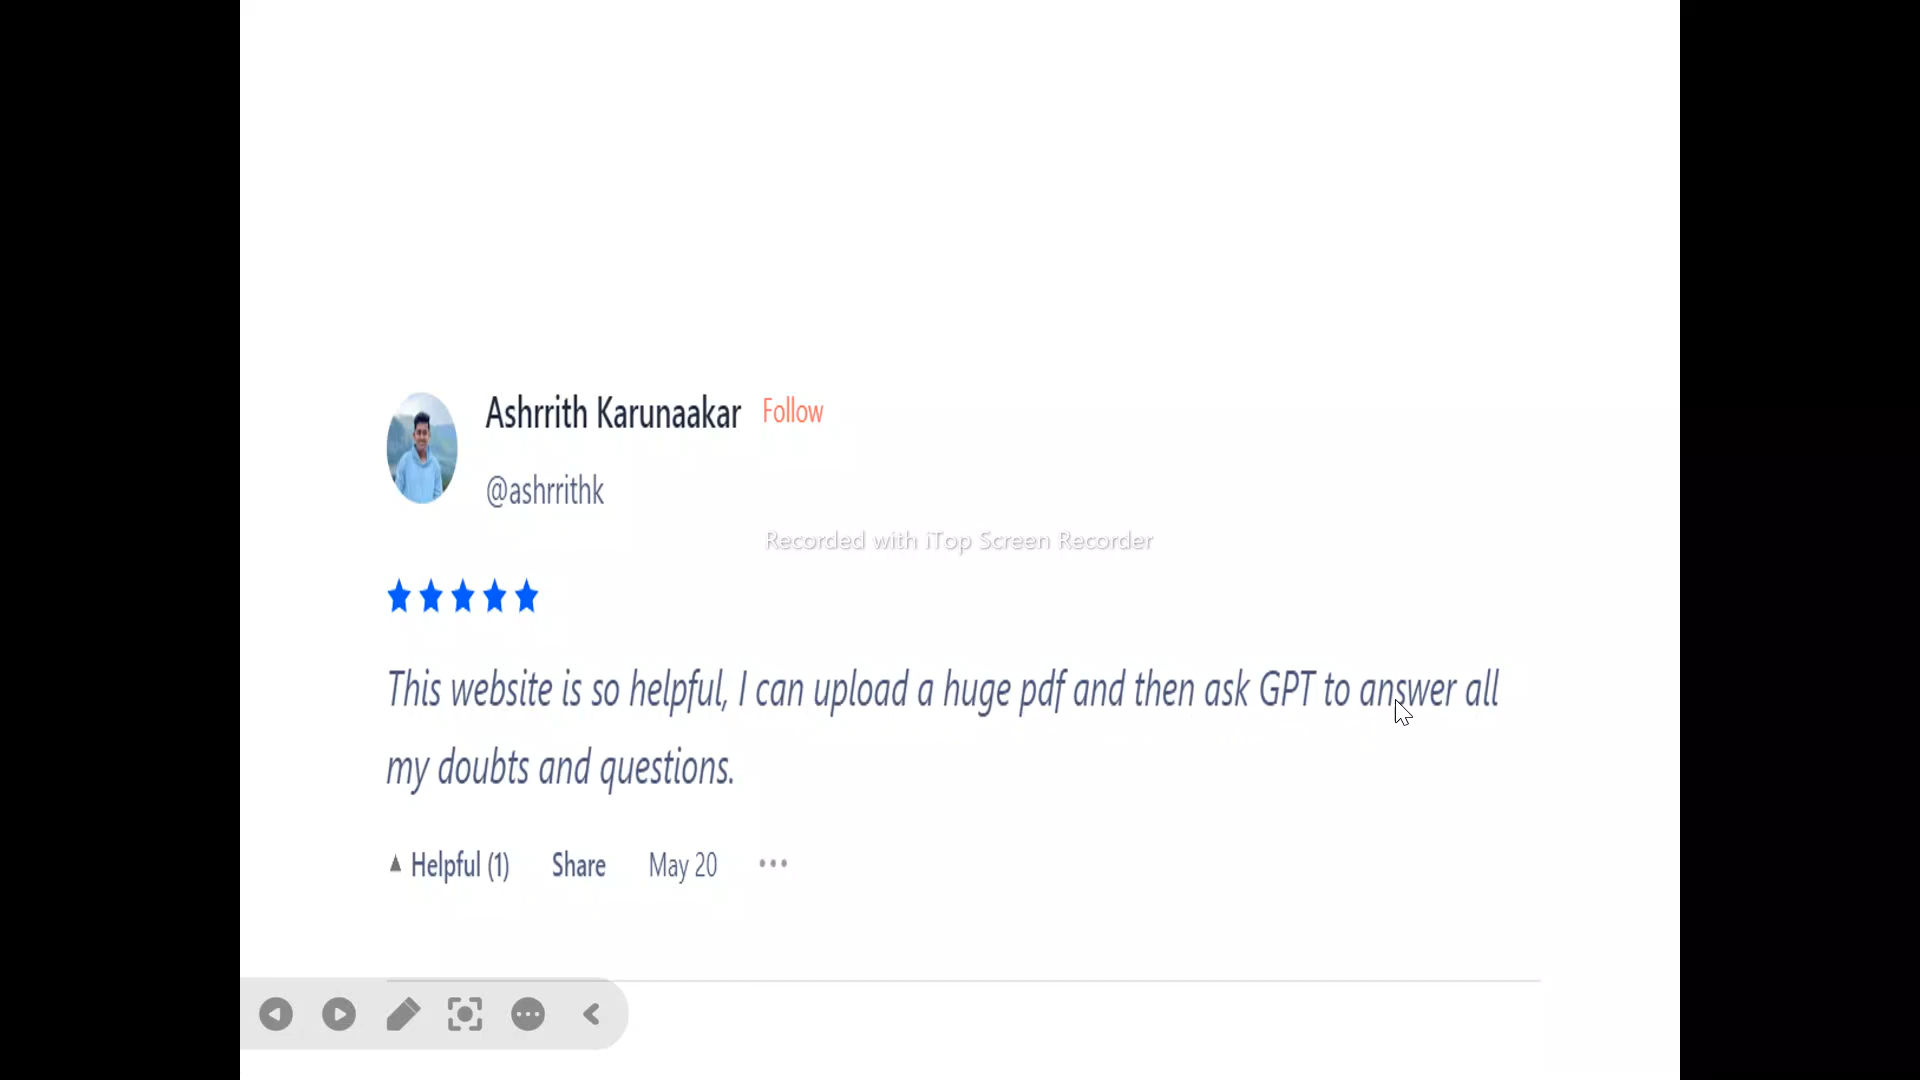 Ashrrith Karunaakar Follow
@ashrrithk
Recorded with iTop Screen Recorder
This website is so helpful, I can upload a huge pdf and then ask GPT to answer all
my doubts and questions.
Helpful (1) Share May 20